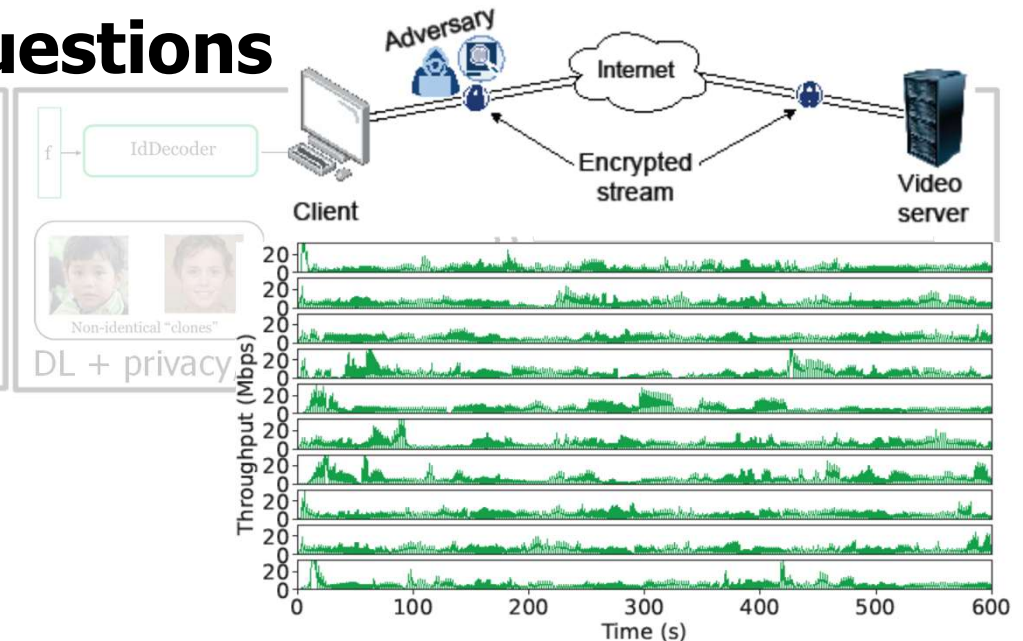 uestions
Adversary
Internet
f
IdDecoder
Encrypted
stream
Client
Video
server
Non-identical "clones"
DL + privacy
Throughput (Mbps)
20
0
20
0
20
0
20
0
20
0
20
0
20
0
20
0
20
0
20
0
0 100 200 300 400 500 600
Time (s)